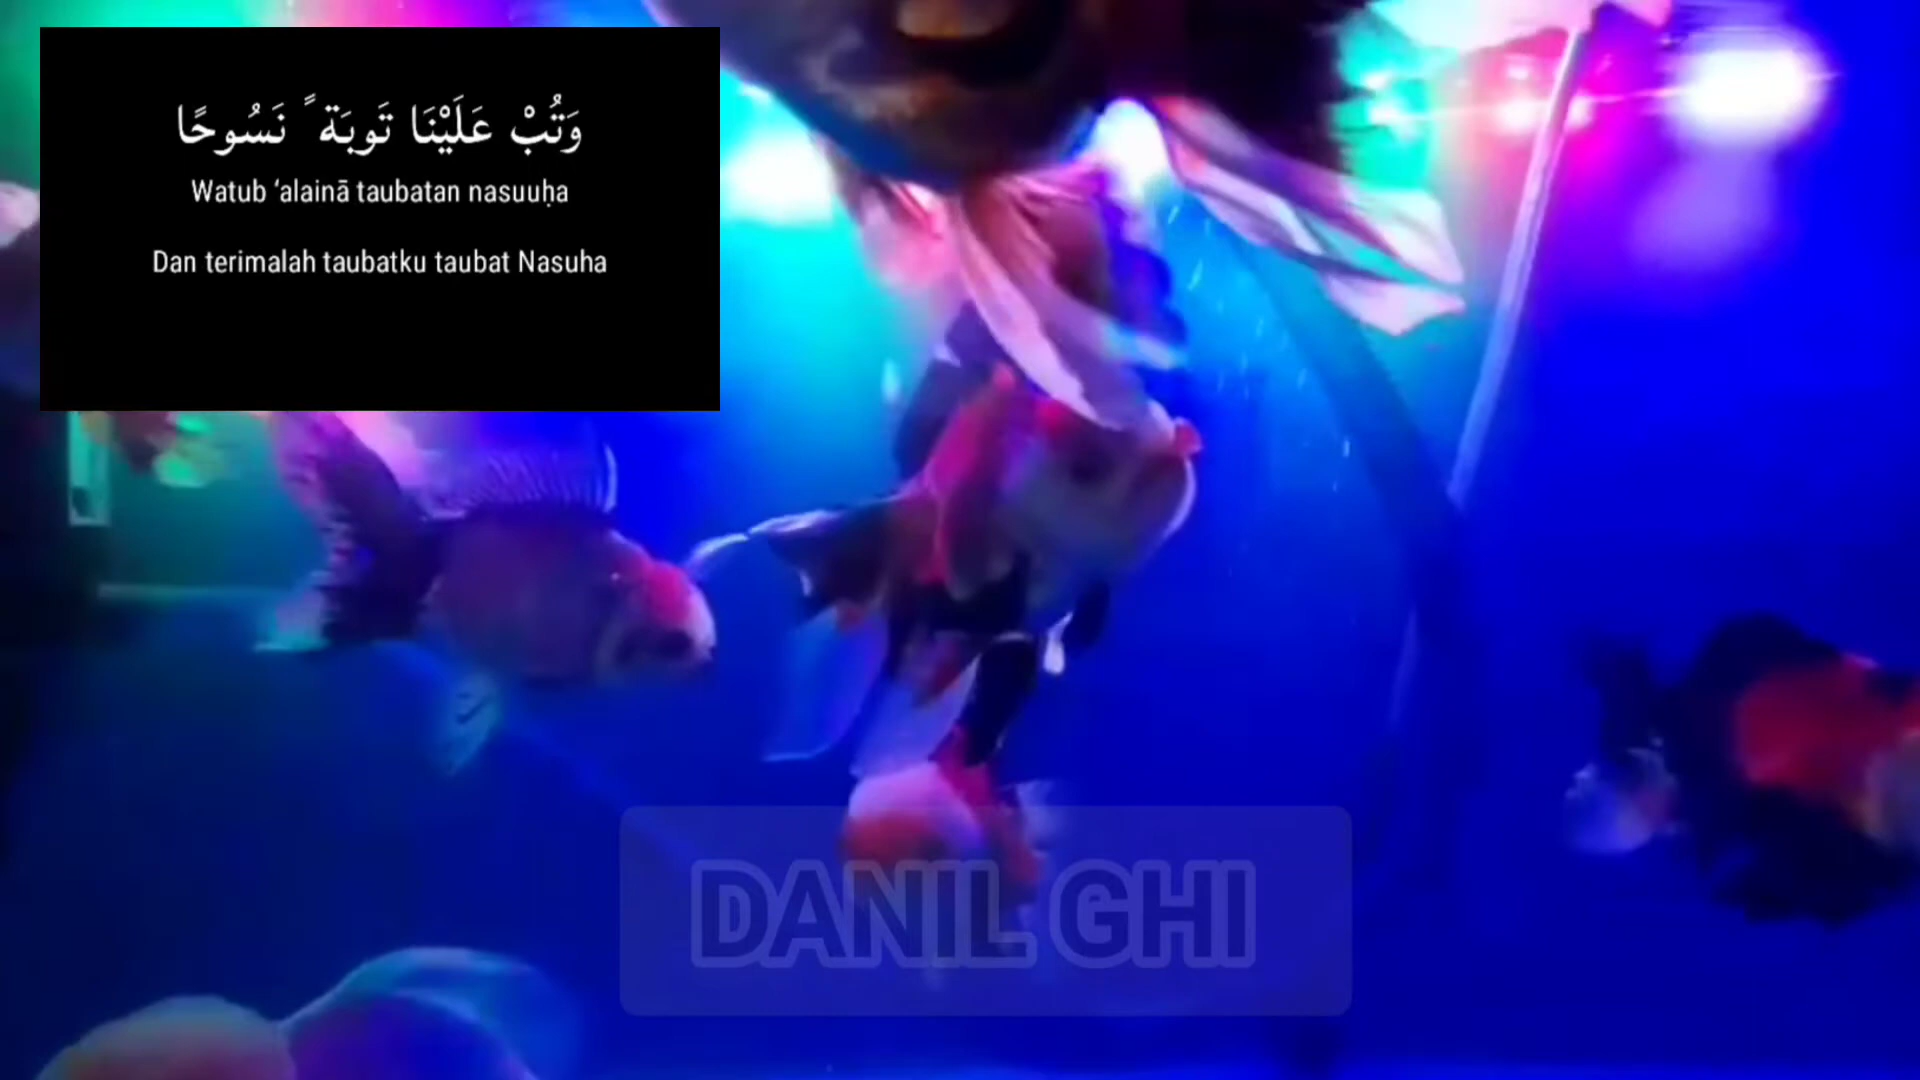 وَتُبْ عَلَيْنَا تَوبَة ً نَسُوحًا
Watub ‘alainā taubatan nasuuḥa
Dan terimalah taubatku taubat Nasuha
DANIL GHI